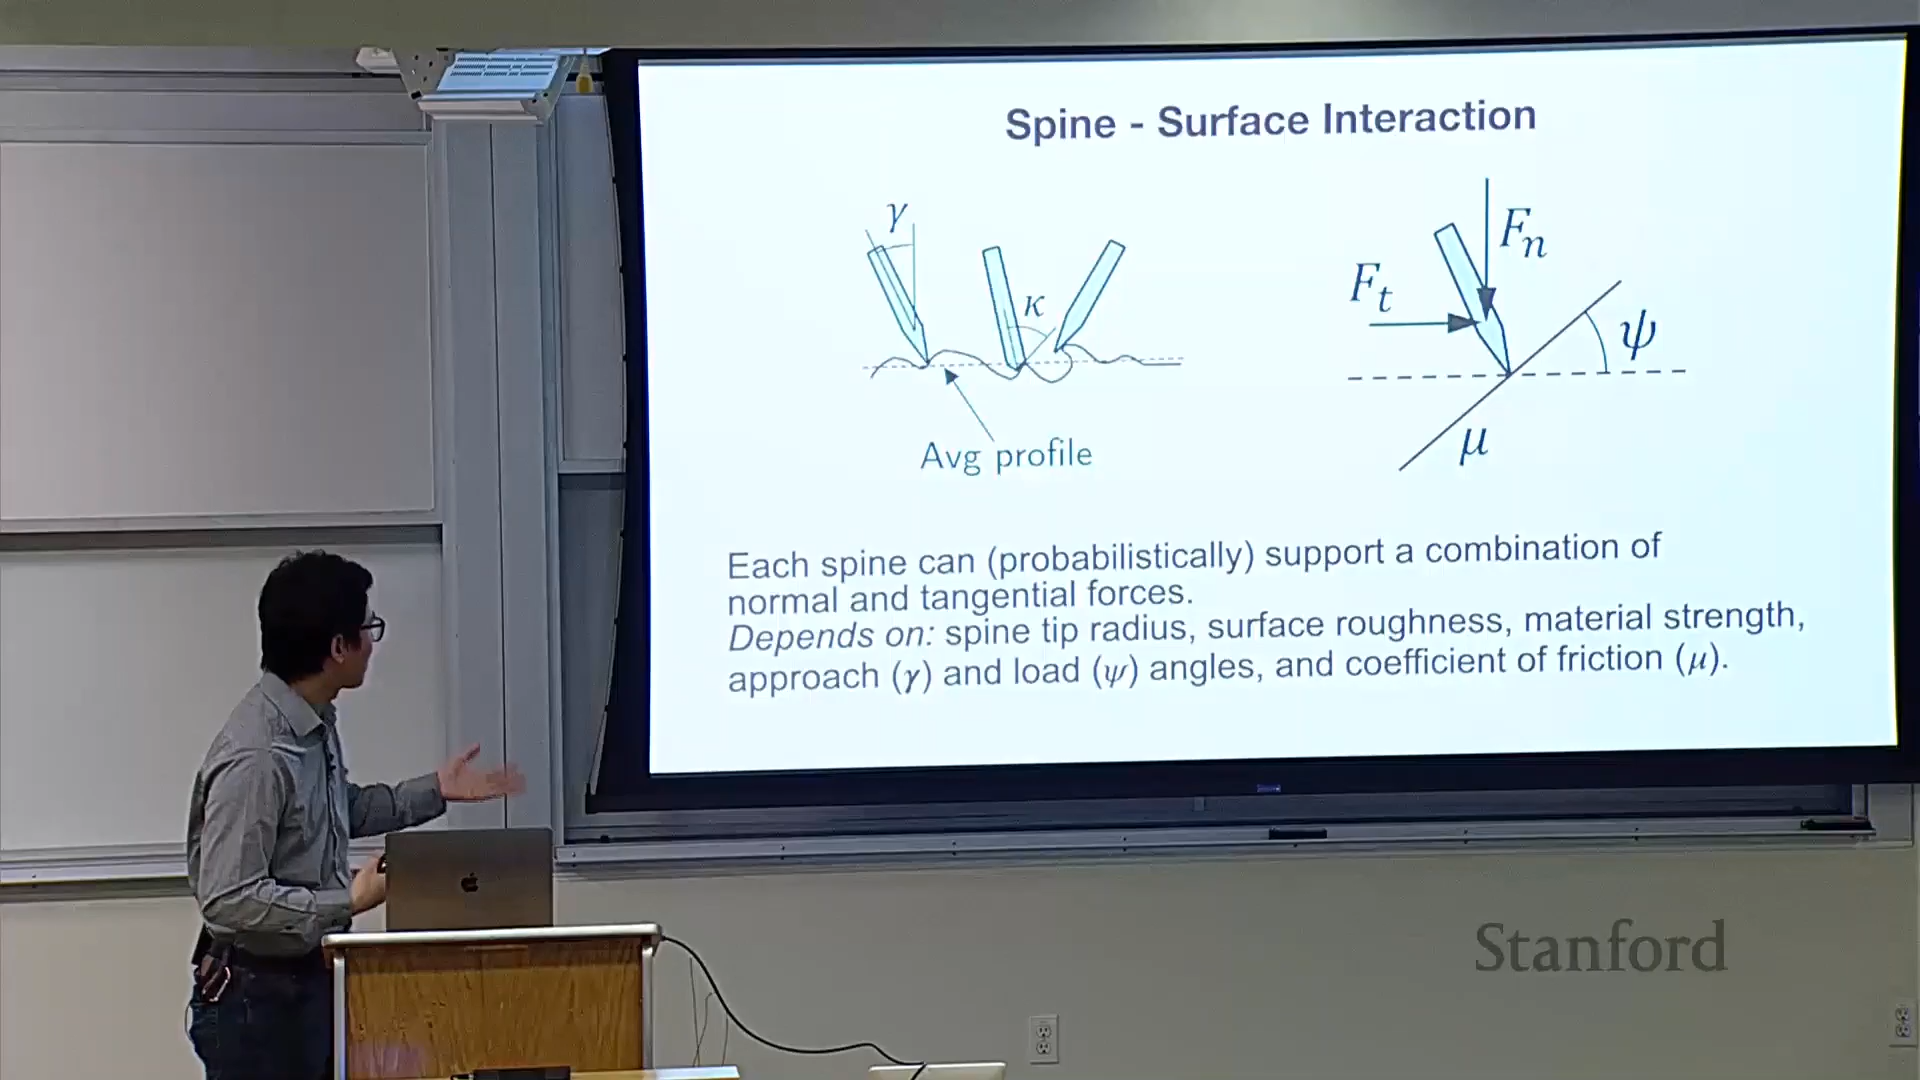 Spine - Surface Interaction
γ
κ
Avg profile
Fn
Ft
ψ
μ
Each spine can (probabilistically) support a combination of
normal and tangential forces.
Depends on: spine tip radius, surface roughness, material strength,
approach (γ) and load (ψ) angles, and coefficient of friction (μ).
Stanford